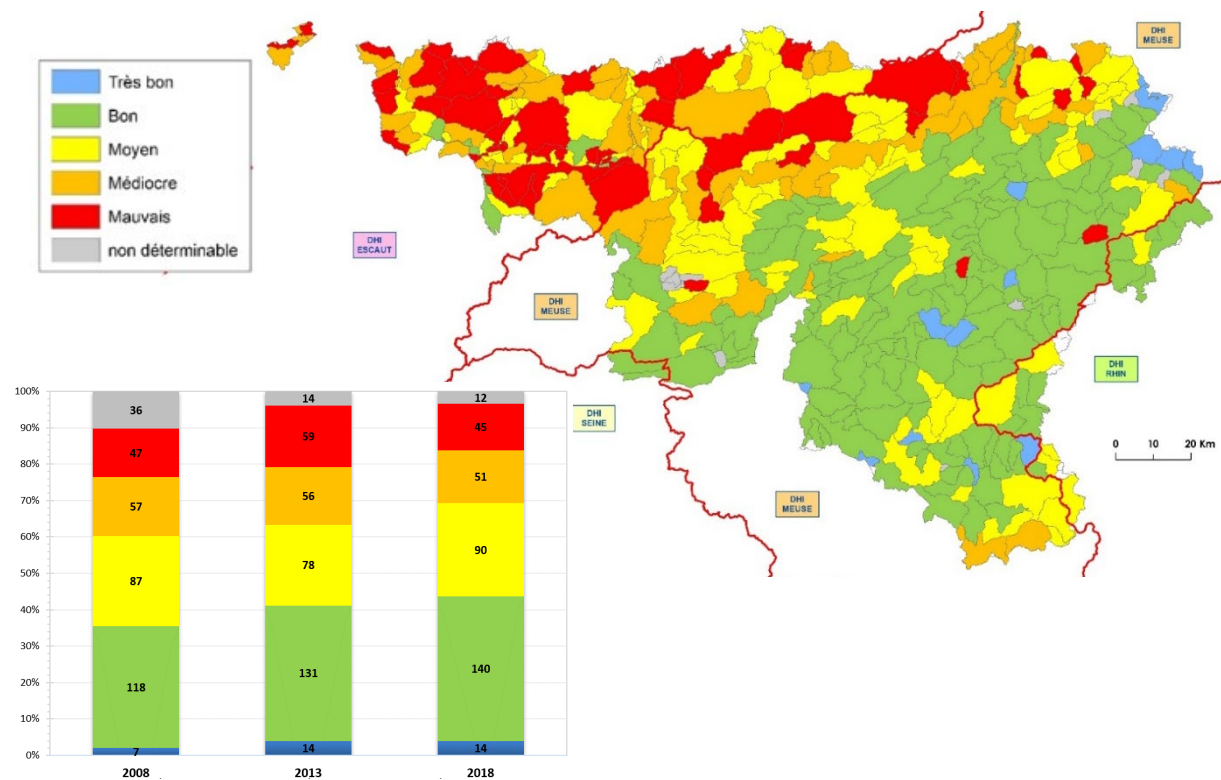 Très bon
Bon
Moyen
Médiocre
Mauvais
non déterminable
DHI
MEUSE
DHI
ESCAUT
DHI
MEUSE
DHI
RHIN
DHI
SEINE
DHI
MEUSE
0 10 20 Km
100%
90%
80%
70%
60%
50%
40%
30%
20%
10%
0%
36
47
57
87
118
7
14
59
56
78
131
14
12
45
51
90
140
14
2008 2013 2018